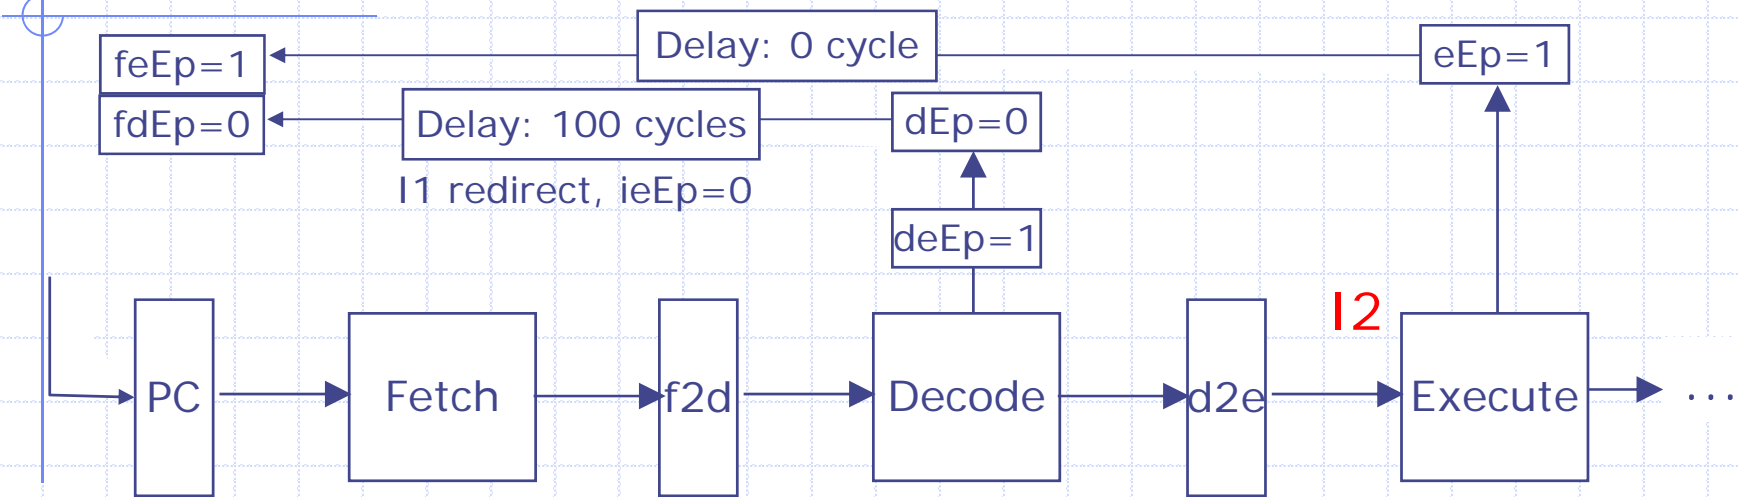 Delay: 0 cycle
eEp=1
feEp=1
fdEp=0
Delay: 100 cycles
dEp=0
I1 redirect, ieEp=0
deEp=1
I2
PC
Fetch
f2d
Decode
d2e
Execute
...